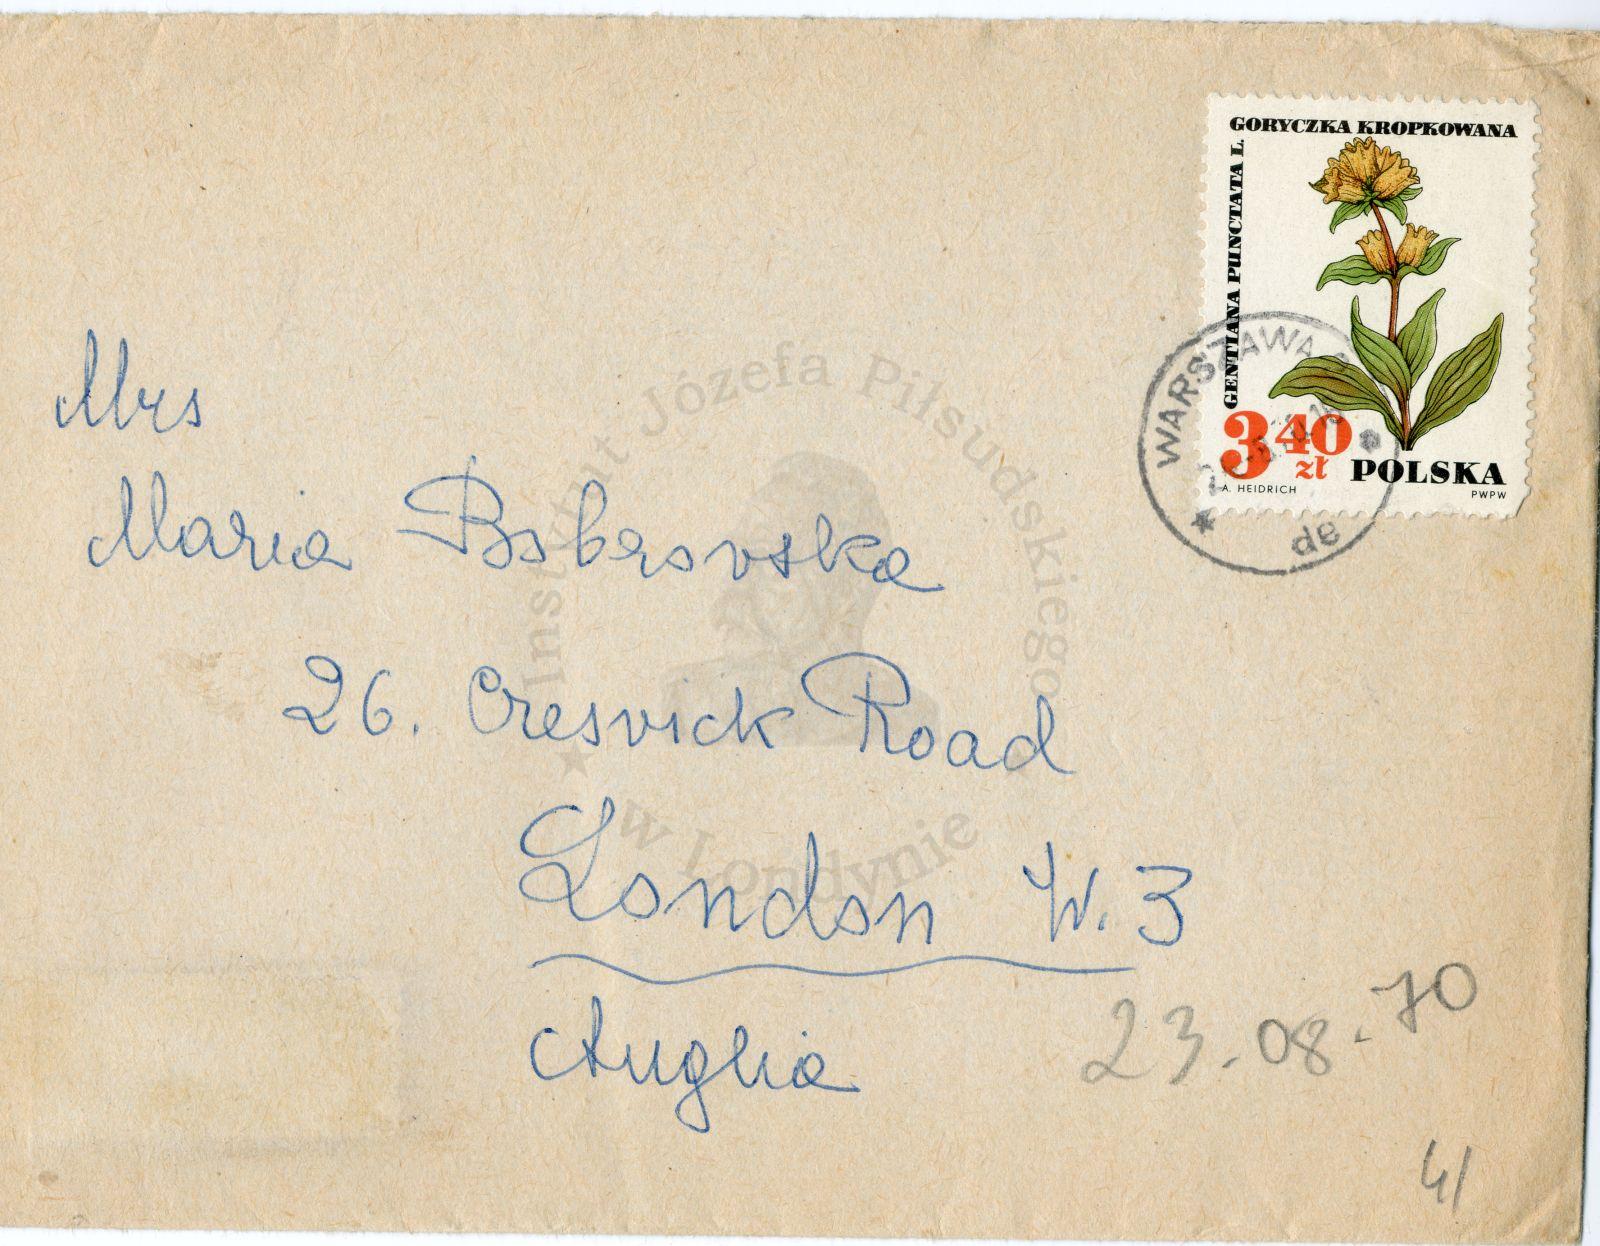 GORYCZKA KROPKOWANA
GENTIANA PUNCTATA L.
WARSZAWA
3 40 zł
POLSKA
A. HEIDRICH
PWPW
de
ap
Instytut Józefa Piłsudskiego
w Londynie
Mrs
Maria Bobrowska
26. Creswick Road
London W. 3
Anglia
23-08-70
41